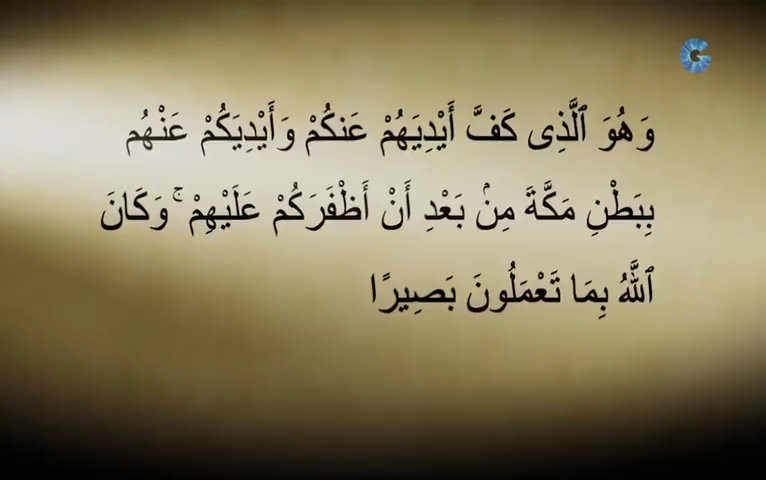 وَهُوَ ٱلَّذِى كَفَّ أَيْدِيَهُمْ عَنكُمْ وَأَيْدِيَكُمْ عَنْهُم
بِبَطْنِ مَكَّةَ مِنۢ بَعْدِ أَنْ أَظْفَرَكُمْ عَلَيْهِمْ ۚ وَكَانَ
ٱللَّهُ بِمَا تَعْمَلُونَ بَصِيرًا